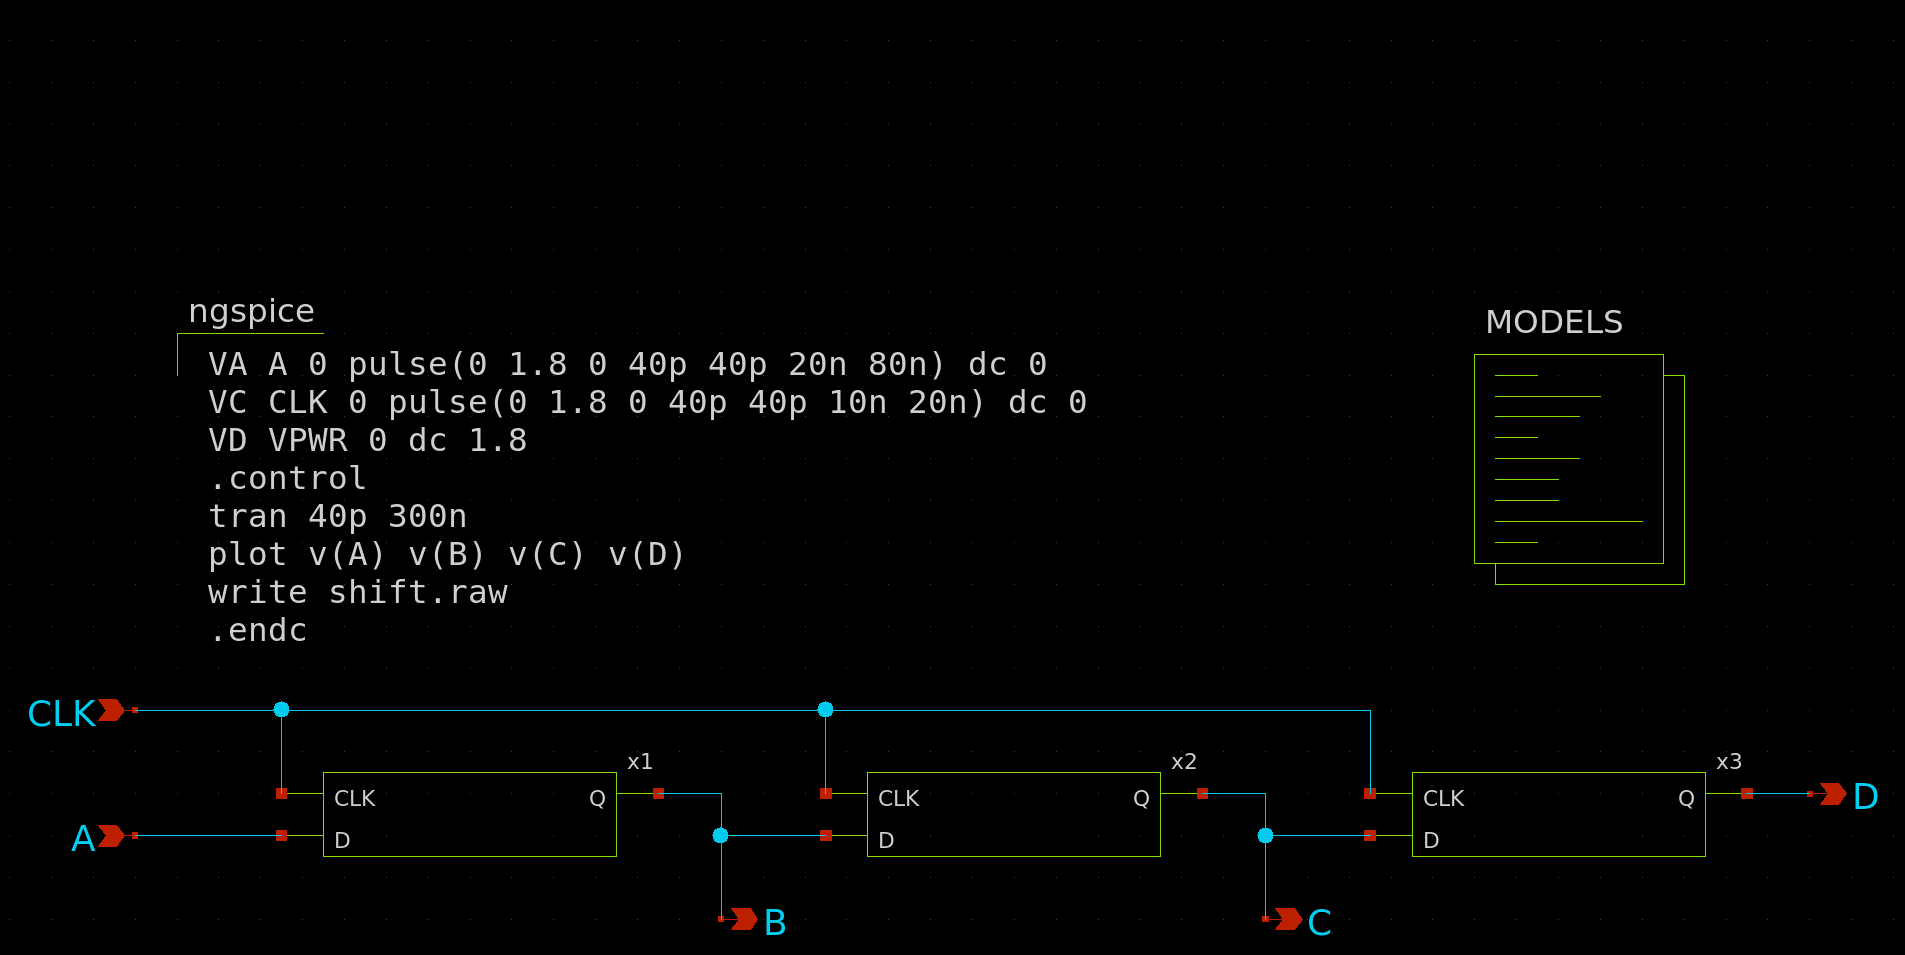 ngspice
MODELS
VA A 0 pulse(0 1.8 0 40p 40p 20n 80n) dc 0
VC CLK 0 pulse(0 1.8 0 40p 40p 10n 20n) dc 0
VD VPWR 0 dc 1.8
.control
tran 40p 300n
plot v(A) v(B) v(C) v(D)
write shift.raw
.endc
CLK
x1
x2
x3
CLK
Q
CLK
Q
CLK
Q
D
A
D
D
D
B
C